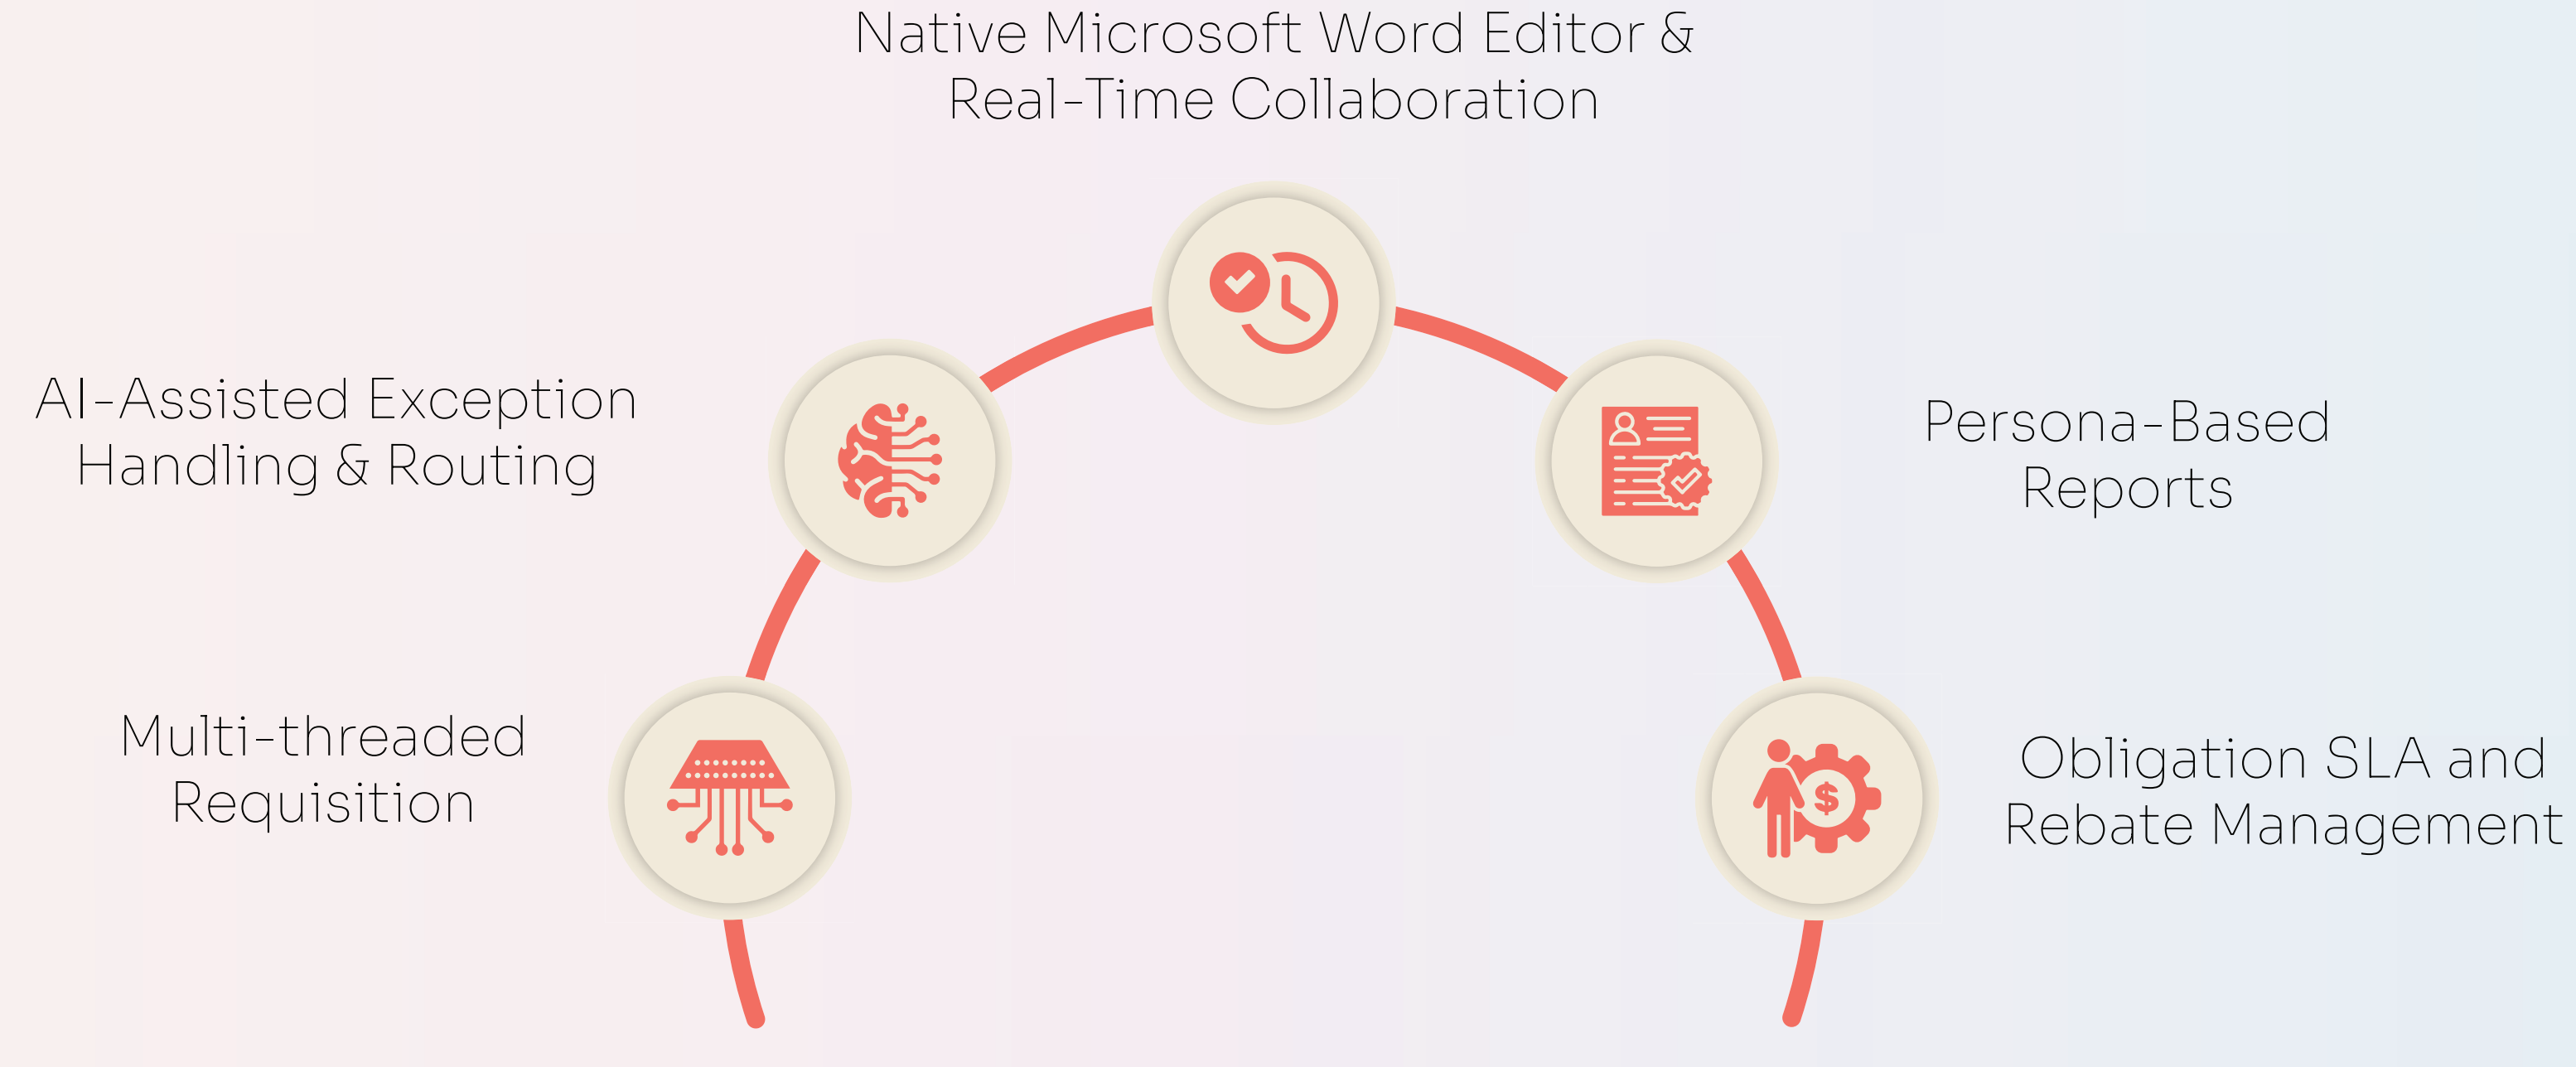 Native Microsoft Word Editor &
Real-Time Collaboration
AI-Assisted Exception
Handling & Routing
Persona-Based
Reports
Multi-threaded
Requisition
$
Obligation SLA and
Rebate Management